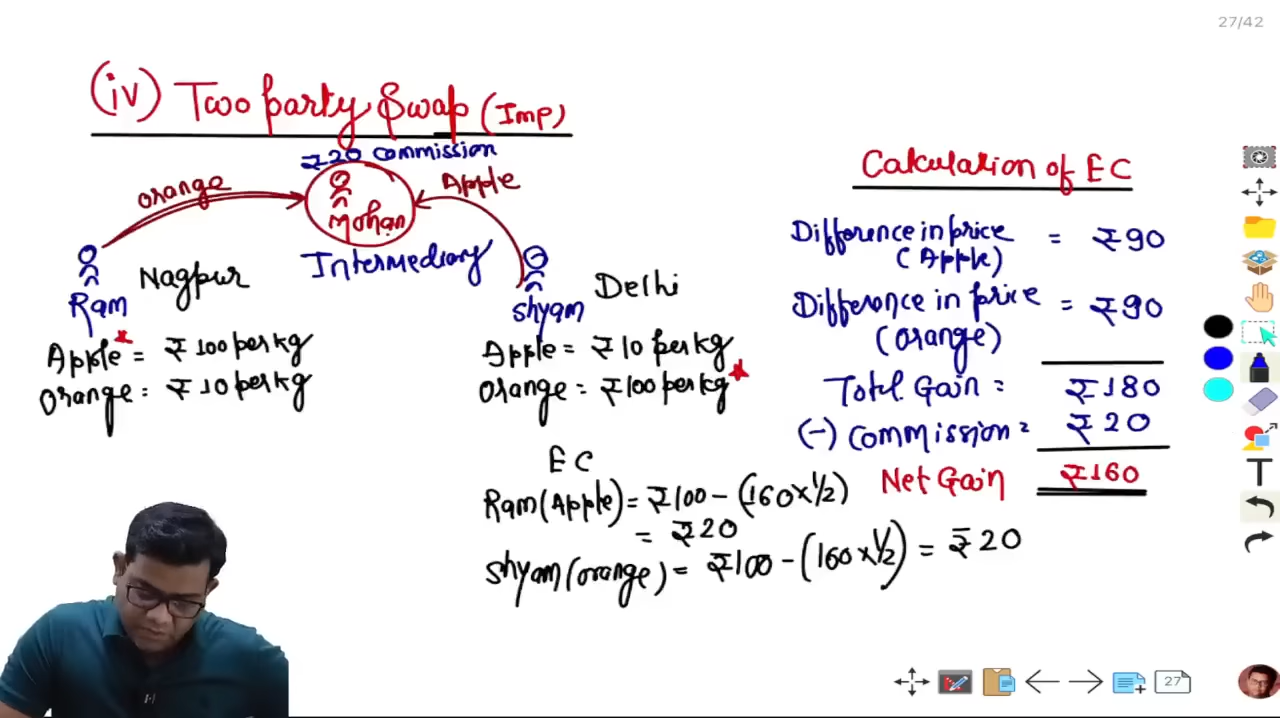 27/42
(iv) Two party Swap (Imp)
₹20 commission
orange
Apple
Mohan
Intermediary
Ram
Nagpur
Apple* = ₹100 per kg
Orange = ₹10 per kg
Shyam
Delhi
Apple = ₹10 per kg
Orange = ₹100 per kg *
EC
Ram (Apple) = ₹100 - (160 x 1/2)
= ₹20
Shyam (orange) = ₹100 - (160 x 1/2) = ₹20
Calculation of EC
Difference in price = ₹90
(Apple)
Difference in price = ₹90
(orange)
Total Gain = ₹180
(-) Commission = ₹20
Net Gain ₹160
T
27